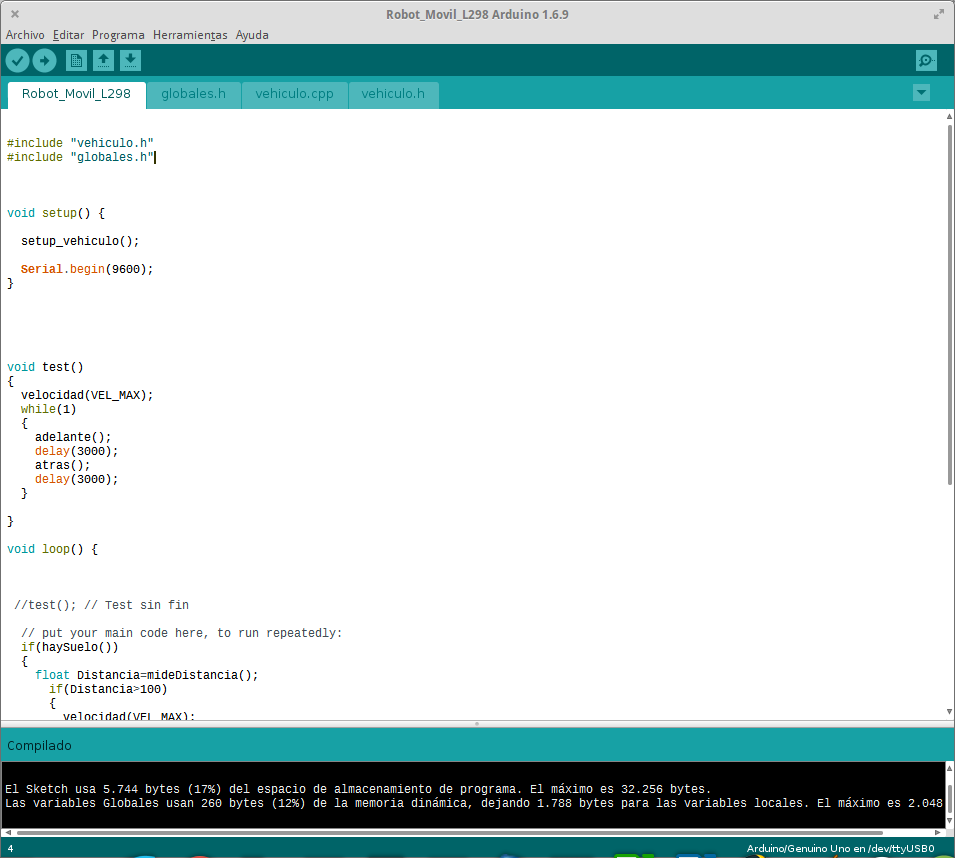 Robot_Movil_L298 Arduino 1.6.9
Archivo Editar Programa Herramientas Ayuda
Robot_Movil_L298 globales.h vehiculo.cpp vehiculo.h
#include "vehiculo.h"
#include "globales.h"
void setup() {
setup_vehiculo();
Serial.begin(9600);
}
void test()
{
velocidad(VEL_MAX);
while(1)
{
adelante();
delay(3000);
atras();
delay(3000);
}
}
void loop() {
//test(); // Test sin fin
// put your main code here, to run repeatedly:
if(haySuelo())
{
float Distancia=mideDistancia();
if(Distancia>100)
{
velocidad(VEL_MAX);
Compilado
El Sketch usa 5.744 bytes (17%) del espacio de almacenamiento de programa. El máximo es 32.256 bytes.
Las variables Globales usan 260 bytes (12%) de la memoria dinámica, dejando 1.788 bytes para las variables locales. El máximo es 2.048
4 Arduino/Genuino Uno en /dev/ttyUSB0